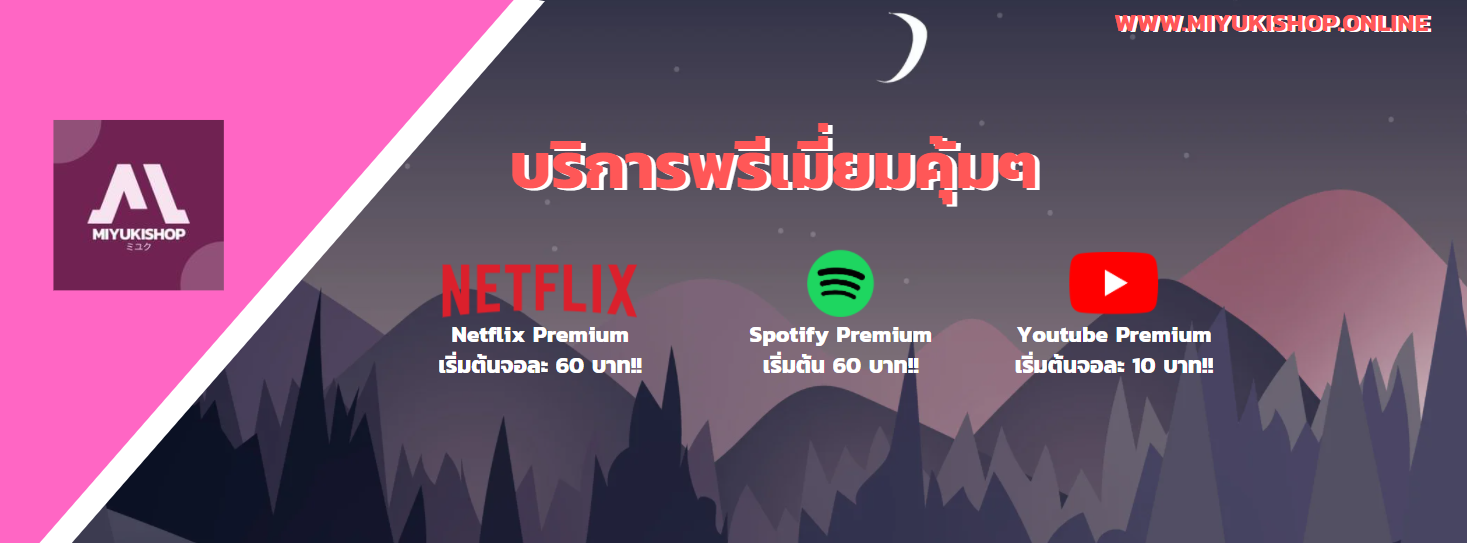 WWW.MIYUKISHOP.ONLINE
บริการพรีเมี่ยมคุ้มๆ
MIYUKISHOP
ミユク
NETFLIX
Netflix Premium
เริ่มต้นจอละ 60 บาท!!
Spotify Premium
เริ่มต้น 60 บาท!!
Youtube Premium
เริ่มต้นจอละ 10 บาท!!